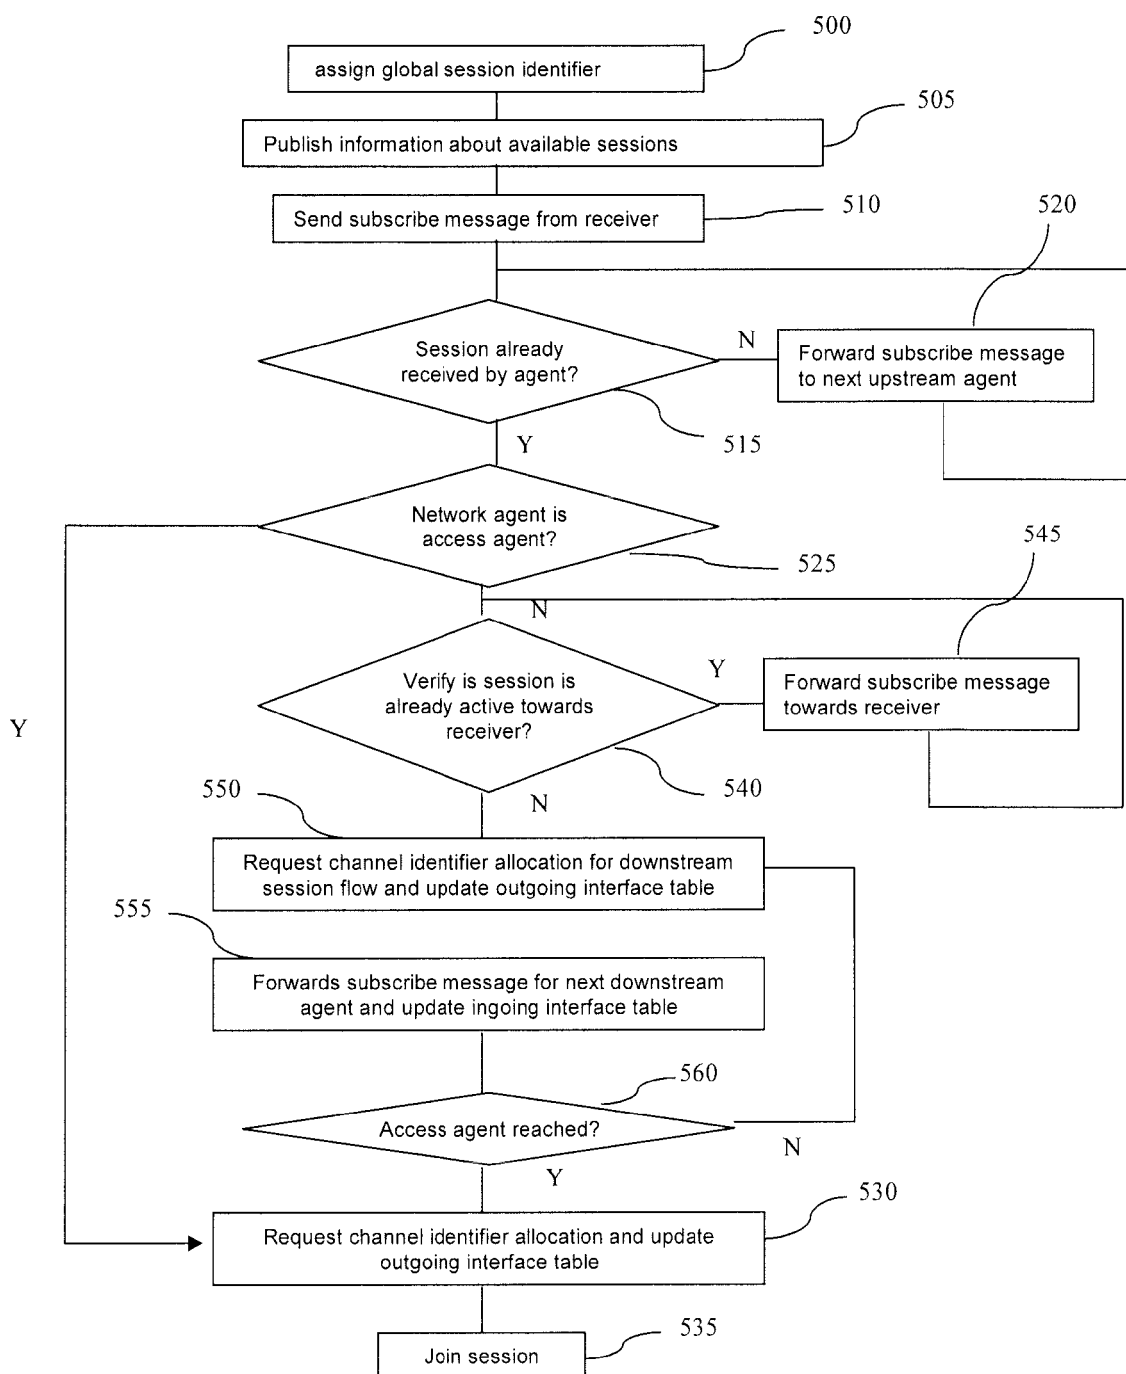 500
assign global session identifier
505
Publish information about available sessions
510
Send subscribe message from receiver
520
Session already
received by agent?
N
Forward subscribe message
to next upstream agent
515
Y
Network agent is
access agent?
525
545
N
Verify is session is
already active towards
receiver?
Y
Forward subscribe message
towards receiver
Y
540
550
N
Request channel identifier allocation for downstream
session flow and update outgoing interface table
555
Forwards subscribe message for next downstream
agent and update ingoing interface table
560
Access agent reached?
N
Y
530
Request channel identifier allocation and update
outgoing interface table
535
Join session